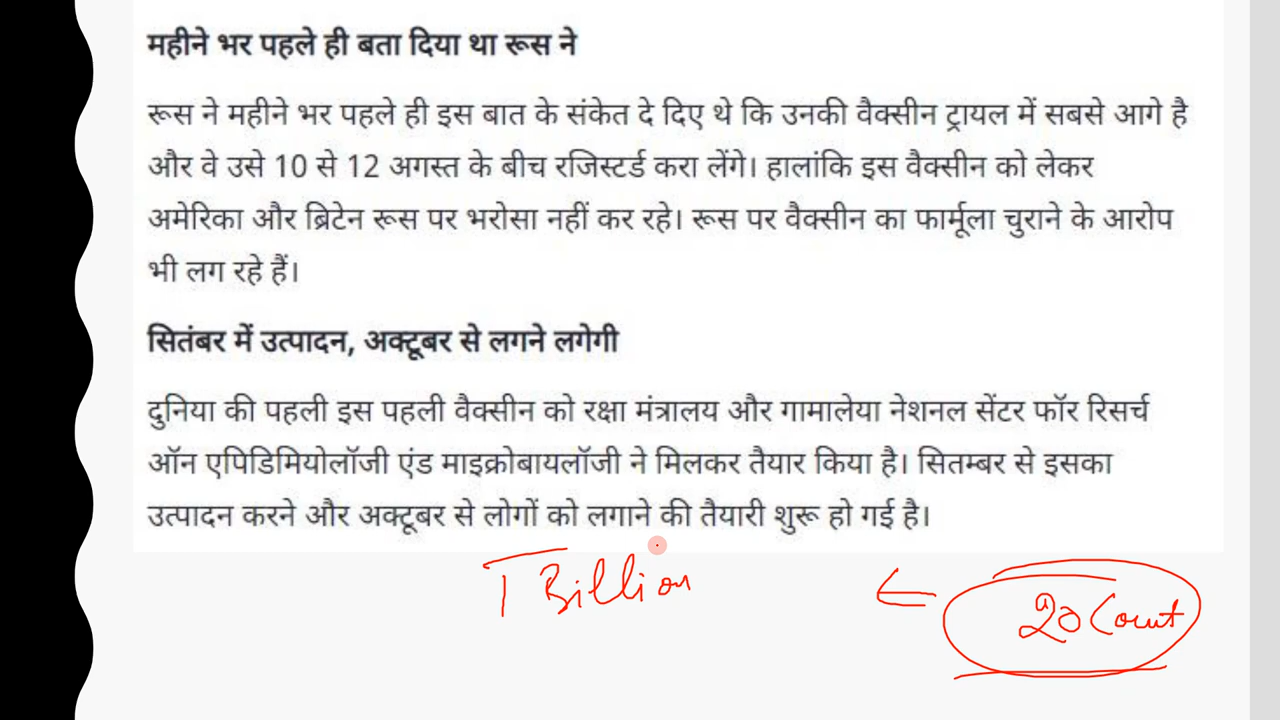 महीने भर पहले ही बता दिया था रूस ने
रूस ने महीने भर पहले ही इस बात के संकेत दे दिए थे कि उनकी वैक्सीन ट्रायल में सबसे आगे है
और वे उसे 10 से 12 अगस्त के बीच रजिस्टर्ड करा लेंगे। हालांकि इस वैक्सीन को लेकर
अमेरिका और ब्रिटेन रूस पर भरोसा नहीं कर रहे। रूस पर वैक्सीन का फार्मूला चुराने के आरोप
भी लग रहे हैं।
सितंबर में उत्पादन, अक्टूबर से लगने लगेगी
दुनिया की पहली इस पहली वैक्सीन को रक्षा मंत्रालय और गामालेया नेशनल सेंटर फॉर रिसर्च
ऑन एपिडिमियोलॉजी एंड माइक्रोबायलॉजी ने मिलकर तैयार किया है। सितम्बर से इसका
उत्पादन करने और अक्टूबर से लोगों को लगाने की तैयारी शुरू हो गई है।
1 Billion
20 Count